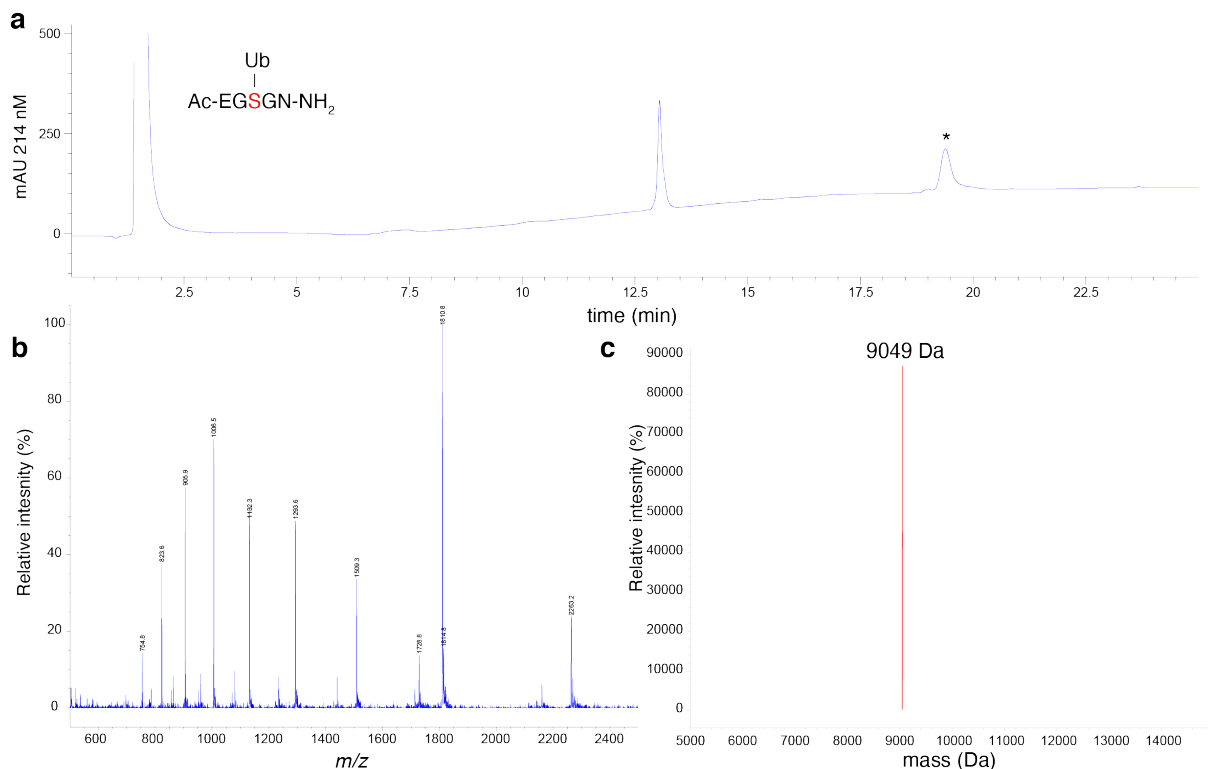 a
500
250
0
mAU 214 nM
Ub
Ac-EGSGN-NH2
*
2.5 5 7.5 10 12.5 15 17.5 20 22.5
time (min)
b
100
80
60
40
20
0
Relative intesnity (%)
754.8
823.6
905.9
1006.5
1132.3
1293.6
1509.3
1728.8
1810.8
1814.8
2263.2
600 800 1000 1200 1400 1600 1800 2000 2200 2400
m/z
c
9049 Da
90000
80000
70000
60000
50000
40000
30000
20000
10000
0
Relative intesnity (%)
5000 6000 7000 8000 9000 10000 11000 12000 13000 14000
mass (Da)